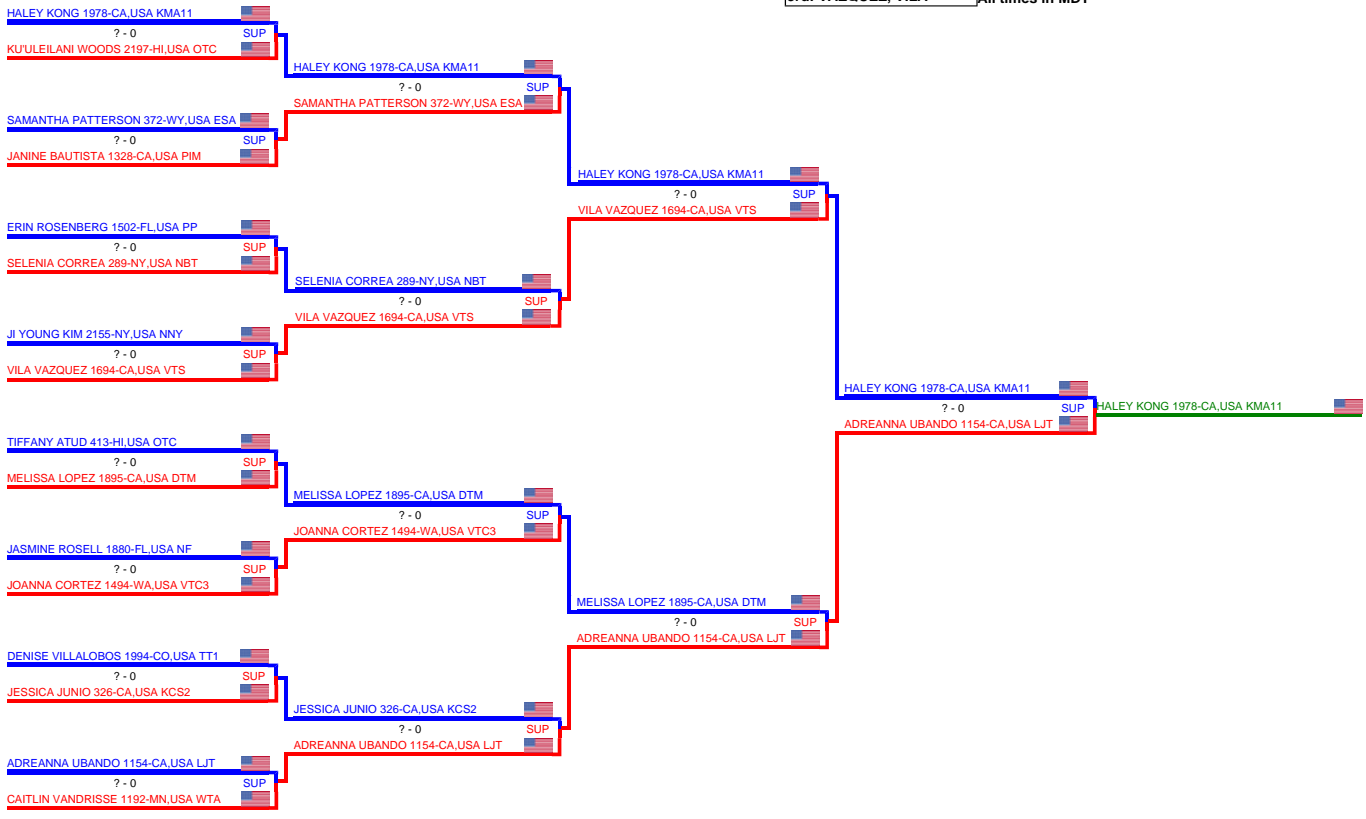 3rd: VAZQUEZ, VILA
All times in MDT
HALEY KONG 1978-CA,USA KMA11
? - 0 SUP
KU'ULEILANI WOODS 2197-HI,USA OTC
HALEY KONG 1978-CA,USA KMA11
? - 0 SUP
SAMANTHA PATTERSON 372-WY,USA ESA
SAMANTHA PATTERSON 372-WY,USA ESA
? - 0 SUP
JANINE BAUTISTA 1328-CA,USA PIM
HALEY KONG 1978-CA,USA KMA11
? - 0 SUP
VILA VAZQUEZ 1694-CA,USA VTS
ERIN ROSENBERG 1502-FL,USA PP
? - 0 SUP
SELENIA CORREA 289-NY,USA NBT
SELENIA CORREA 289-NY,USA NBT
? - 0 SUP
VILA VAZQUEZ 1694-CA,USA VTS
JI YOUNG KIM 2155-NY,USA NNY
? - 0 SUP
VILA VAZQUEZ 1694-CA,USA VTS
HALEY KONG 1978-CA,USA KMA11
? - 0 SUP
HALEY KONG 1978-CA,USA KMA11
ADREANNA UBANDO 1154-CA,USA LJT
TIFFANY ATUD 413-HI,USA OTC
? - 0 SUP
MELISSA LOPEZ 1895-CA,USA DTM
MELISSA LOPEZ 1895-CA,USA DTM
? - 0 SUP
JOANNA CORTEZ 1494-WA,USA VTC3
JASMINE ROSELL 1880-FL,USA NF
? - 0 SUP
JOANNA CORTEZ 1494-WA,USA VTC3
MELISSA LOPEZ 1895-CA,USA DTM
? - 0 SUP
ADREANNA UBANDO 1154-CA,USA LJT
DENISE VILLALOBOS 1994-CO,USA TT1
? - 0 SUP
JESSICA JUNIO 326-CA,USA KCS2
JESSICA JUNIO 326-CA,USA KCS2
? - 0 SUP
ADREANNA UBANDO 1154-CA,USA LJT
ADREANNA UBANDO 1154-CA,USA LJT
? - 0 SUP
CAITLIN VANDRISSE 1192-MN,USA WTA